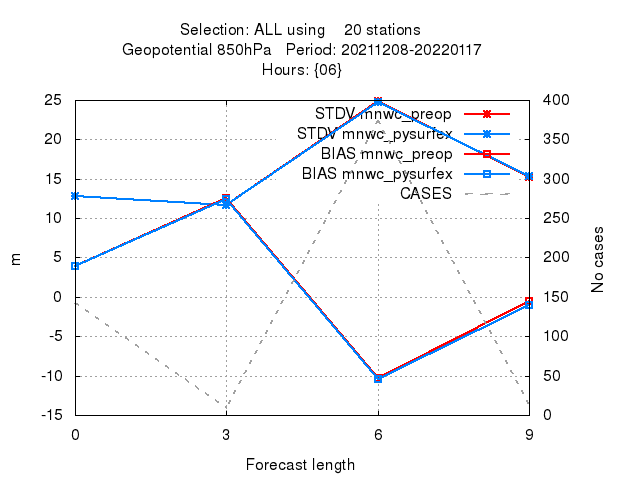 Selection: ALL using    20 stations
Geopotential 850hPa   Period: 20211208-20220117
Hours: {06}
25 400
20 350
15 300
10 250
5 200
0 150
-5 100
-10 50
-15 0
STDV mnwc_preop
STDV mnwc_pysurfex
BIAS mnwc_preop
BIAS mnwc_pysurfex
CASES
m
No cases
0 3 6 9
Forecast length